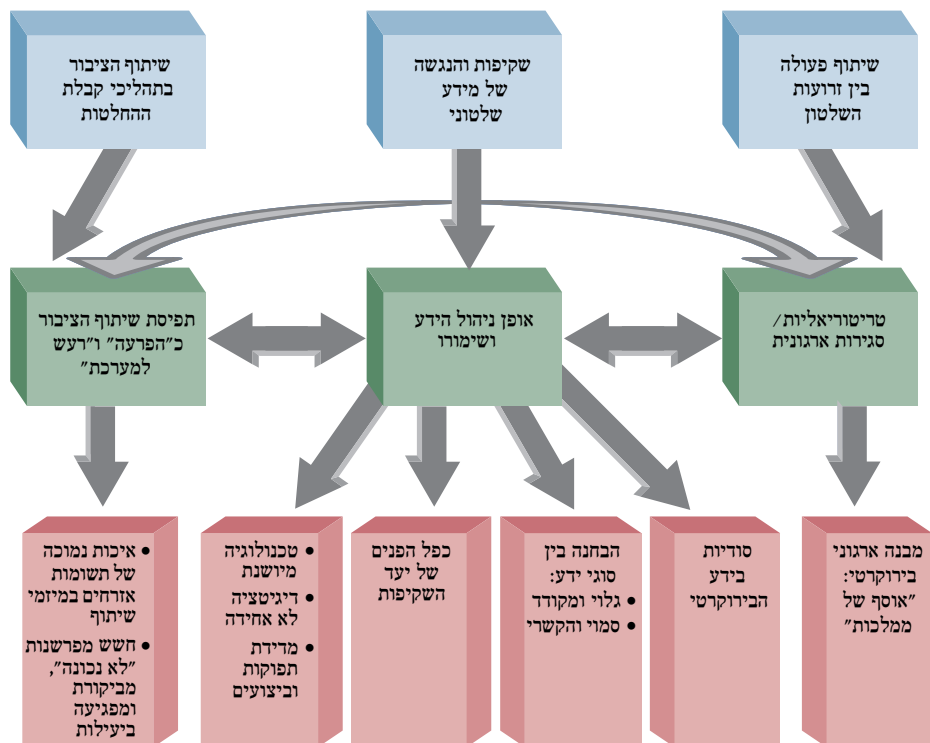 שיתוף פעולה
בין זרועות
השלטון
שקיפות והנגשה
של מידע
שלטוני
שיתוף הציבור
בתהליכי קבלת
ההחלטות
טריטוריאליות/
סגירות ארגונית
אופן ניהול הידע
ושימורו
תפיסת שיתוף הציבור
כ"הפרעה" ו"רעש
למערכת"
מבנה ארגוני
בירוקרטי:
"אוסף של
ממלכות"
סודיות
בידע
הבירוקרטי
הבחנה בין
סוגי ידע:
• גלוי ומקודד
• סמוי והקשרי
כפל הפנים
של יעד
השקיפות
• טכנולוגיה
מיושנת
• דיגיטציה
לא אחידה
• מדידת
תפוקות
וביצועים
• איכות נמוכה
של תשומות
אזרחים במיזמי
שיתוף
• חשש מפרשנות
"לא נכונה",
מביקורת
ומפגיעה
ביעילות